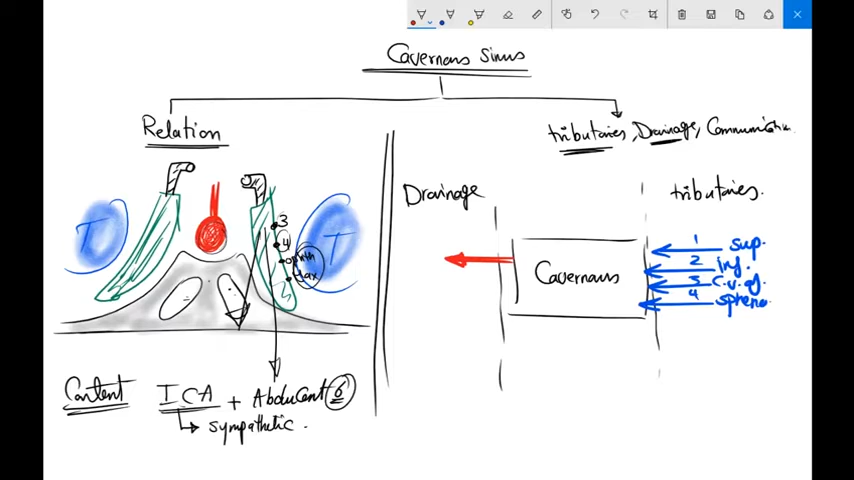 Cavernous Sinus
Relation
tributaries, Drainage, Communication
Drainage
tributaries.
T
T
3
4
ophth
Max
Cavernous
1 sup.
2 inf.
3 C.v. of.
4 spheno
Content
ICA + Abducent 6
sympathetic.